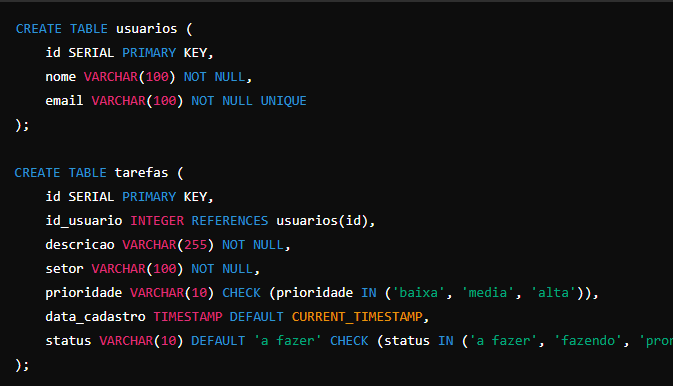 CREATE TABLE usuarios (
    id SERIAL PRIMARY KEY,
    nome VARCHAR(100) NOT NULL,
    email VARCHAR(100) NOT NULL UNIQUE
);

CREATE TABLE tarefas (
    id SERIAL PRIMARY KEY,
    id_usuario INTEGER REFERENCES usuarios(id),
    descricao VARCHAR(255) NOT NULL,
    setor VARCHAR(100) NOT NULL,
    prioridade VARCHAR(10) CHECK (prioridade IN ('baixa', 'media', 'alta')),
    data_cadastro TIMESTAMP DEFAULT CURRENT_TIMESTAMP,
    status VARCHAR(10) DEFAULT 'a fazer' CHECK (status IN ('a fazer', 'fazendo',
);